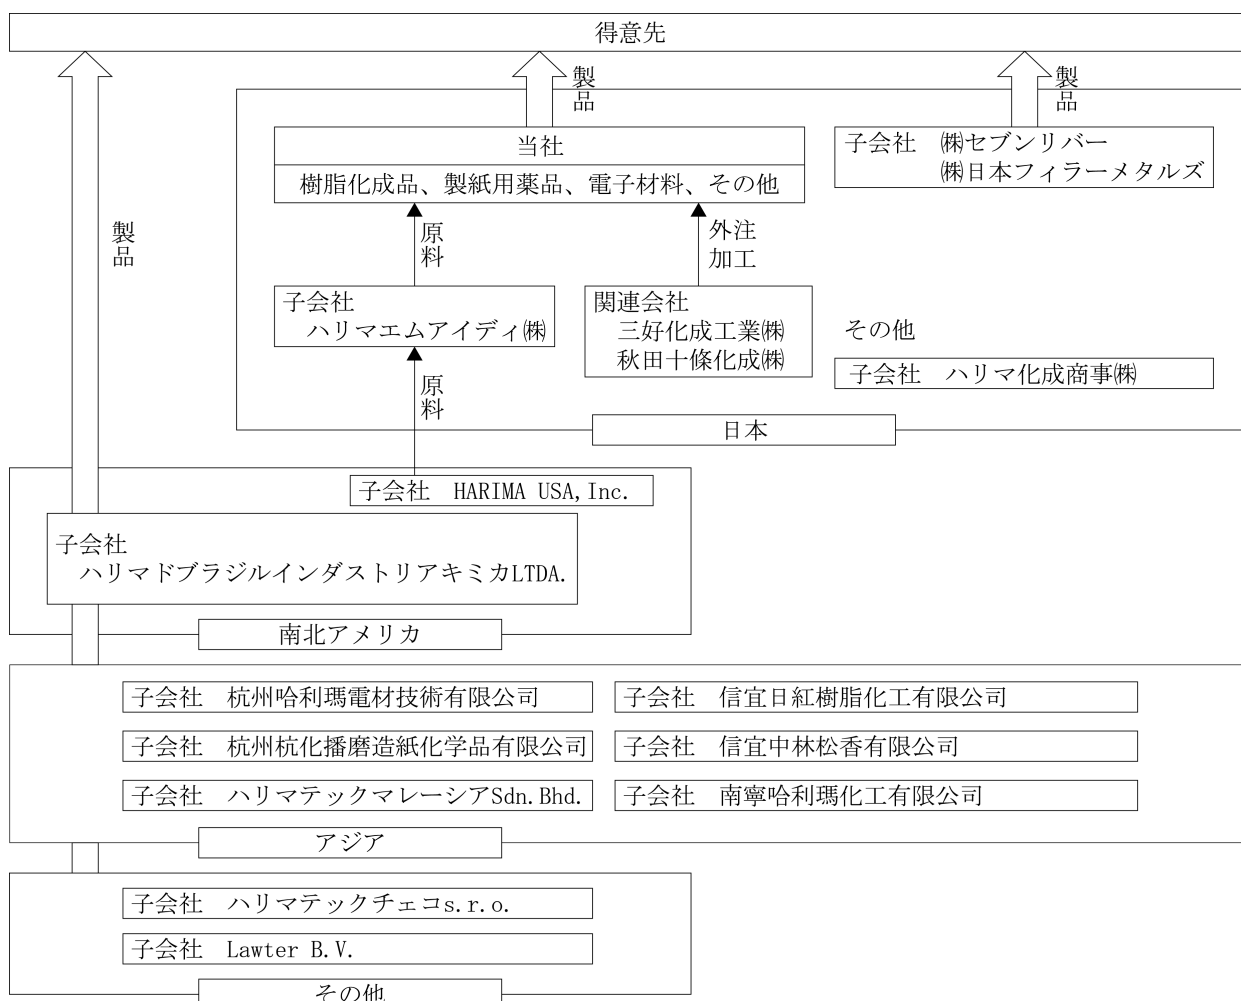 得意先
製品
製品
製品
当社
樹脂化成品、製紙用薬品、電子材料、その他
子会社 ㈱セブンリバー
㈱日本フィラーメタルズ
原料
外注
加工
子会社
ハリマエムアイディ㈱
関連会社
三好化成工業㈱
秋田十條化成㈱
その他
子会社 ハリマ化成商事㈱
原料
日本
子会社 HARIMA USA,Inc.
子会社
ハリマドブラジルインダストリアキミカLTDA.
南北アメリカ
子会社 杭州哈利瑪電材技術有限公司
子会社 信宜日紅樹脂化工有限公司
子会社 杭州杭化播磨造紙化学品有限公司
子会社 信宜中林松香有限公司
子会社 ハリマテックマレーシアSdn.Bhd.
子会社 南寧哈利瑪化工有限公司
アジア
子会社 ハリマテックチェコs.r.o.
子会社 Lawter B.V.
その他